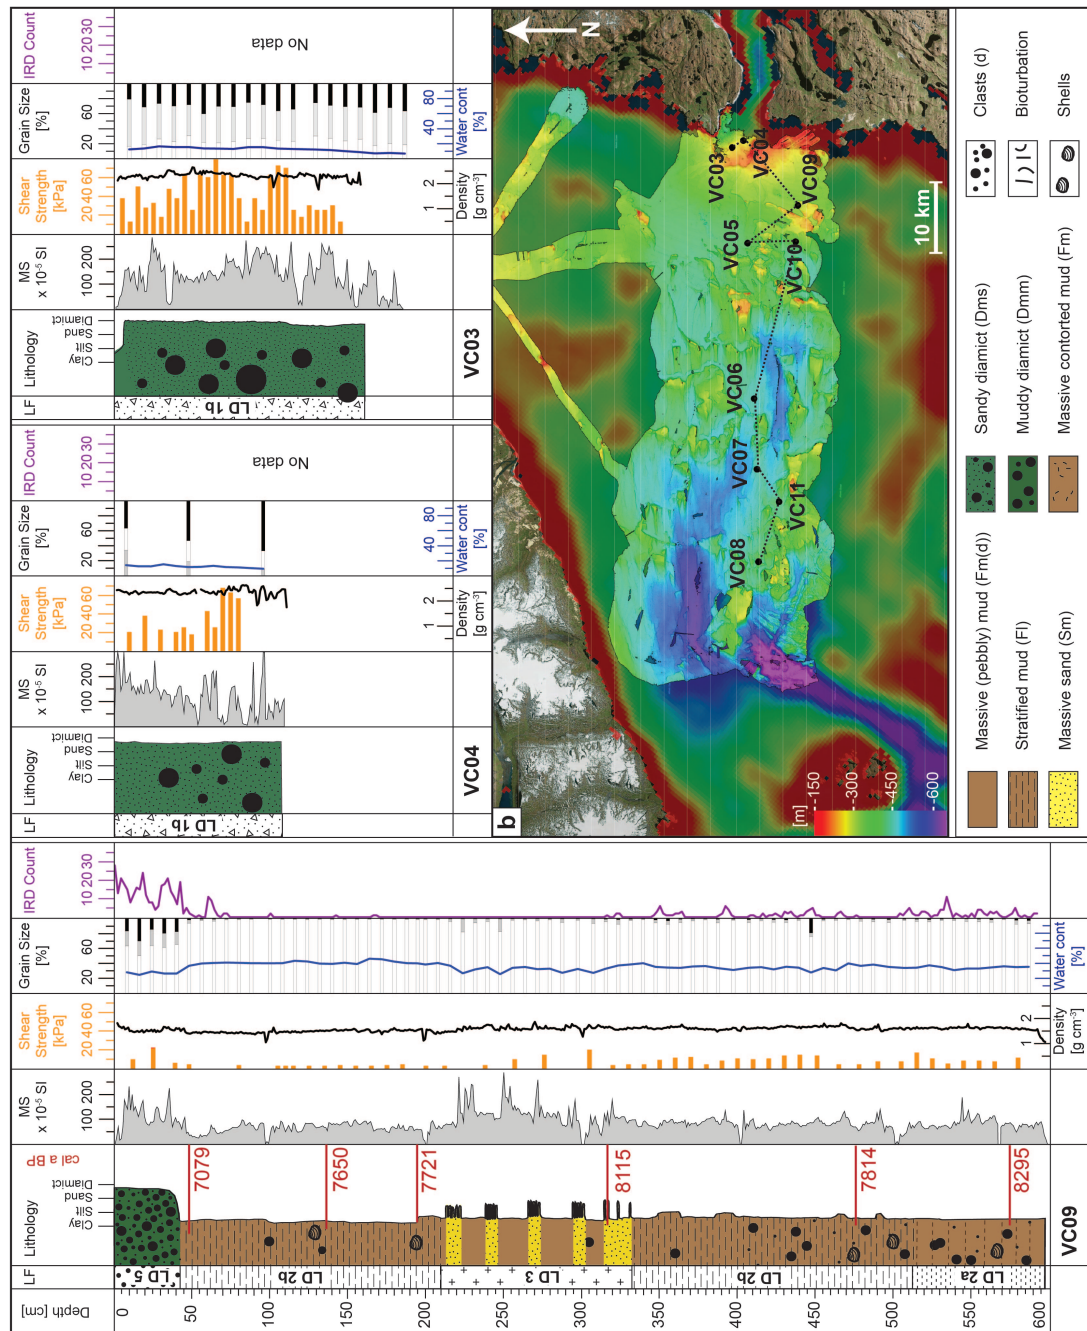 Depth [cm]
0
50
100
150
200
250
300
350
400
450
500
550
600
LF
LD 5
LD 2b
LD 3
LD 2b
LD 2a
Lithology
Clay
Silt
Sand
Diamict
cal a BP
7079
7650
7721
8115
7814
8295
MS
x 10-5 SI
100 200
Shear
Strength
[kPa]
20 40 60
Density
[g cm-3]
1 2
Grain Size
[%]
20 60
Water cont
[%]
IRD Count
10 20 30
VC09
LF
LD 1b
Lithology
Clay
Silt
Sand
Diamict
MS
x 10-5 SI
100 200
Shear
Strength
[kPa]
20 40 60
Density
[g cm-3]
1 2
Grain Size
[%]
20 60
Water cont
[%]
40 80
IRD Count
10 20 30
No data
VC04
LF
LD 1b
Lithology
Clay
Silt
Sand
Diamict
MS
x 10-5 SI
100 200
Shear
Strength
[kPa]
20 40 60
Density
[g cm-3]
1 2
Grain Size
[%]
20 60
Water cont
[%]
40 80
IRD Count
10 20 30
No data
VC03
b
N
VC03
VC04
VC09
VC05
VC10
VC06
VC07
VC11
VC08
10 km
[m]
-150
-300
-450
-600
Massive (pebbly) mud (Fm(d))
Stratified mud (Fl)
Massive sand (Sm)
Sandy diamict (Dms)
Muddy diamict (Dmm)
Massive contorted mud (Fm)
Clasts (d)
Bioturbation
Shells